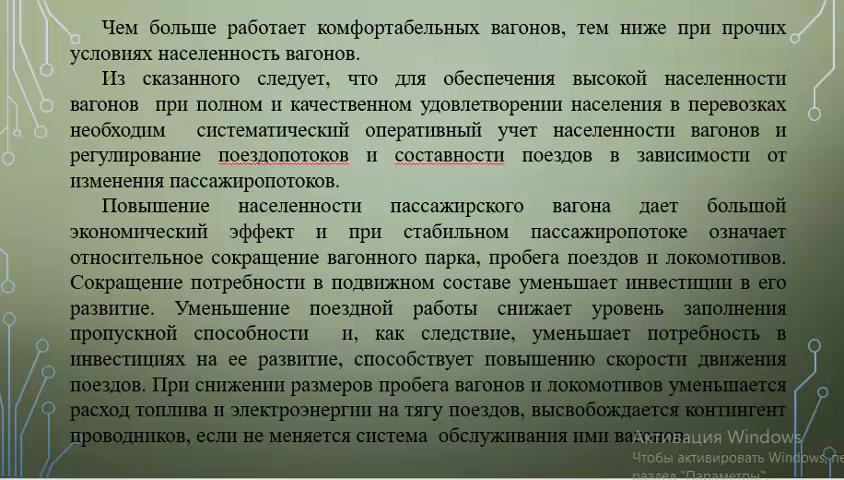 Чем больше работает комфортабельных вагонов, тем ниже при прочих
условиях населенность вагонов.
Из сказанного следует, что для обеспечения высокой населенности
вагонов при полном и качественном удовлетворении населения в перевозках
необходим систематический оперативный учет населенности вагонов и
регулирование поездопотоков и составности поездов в зависимости от
изменения пассажиропотоков.
Повышение населенности пассажирского вагона дает большой
экономический эффект и при стабильном пассажиропотоке означает
относительное сокращение вагонного парка, пробега поездов и локомотивов.
Сокращение потребности в подвижном составе уменьшает инвестиции в его
развитие. Уменьшение поездной работы снижает уровень заполнения
пропускной способности и, как следствие, уменьшает потребность в
инвестициях на ее развитие, способствует повышению скорости движения
поездов. При снижении размеров пробега вагонов и локомотивов уменьшается
расход топлива и электроэнергии на тягу поездов, высвобождается контингент
проводников, если не меняется система обслуживания ими вагонов.
Активация Windows
Чтобы активировать Windows,
раздел "Параметры".